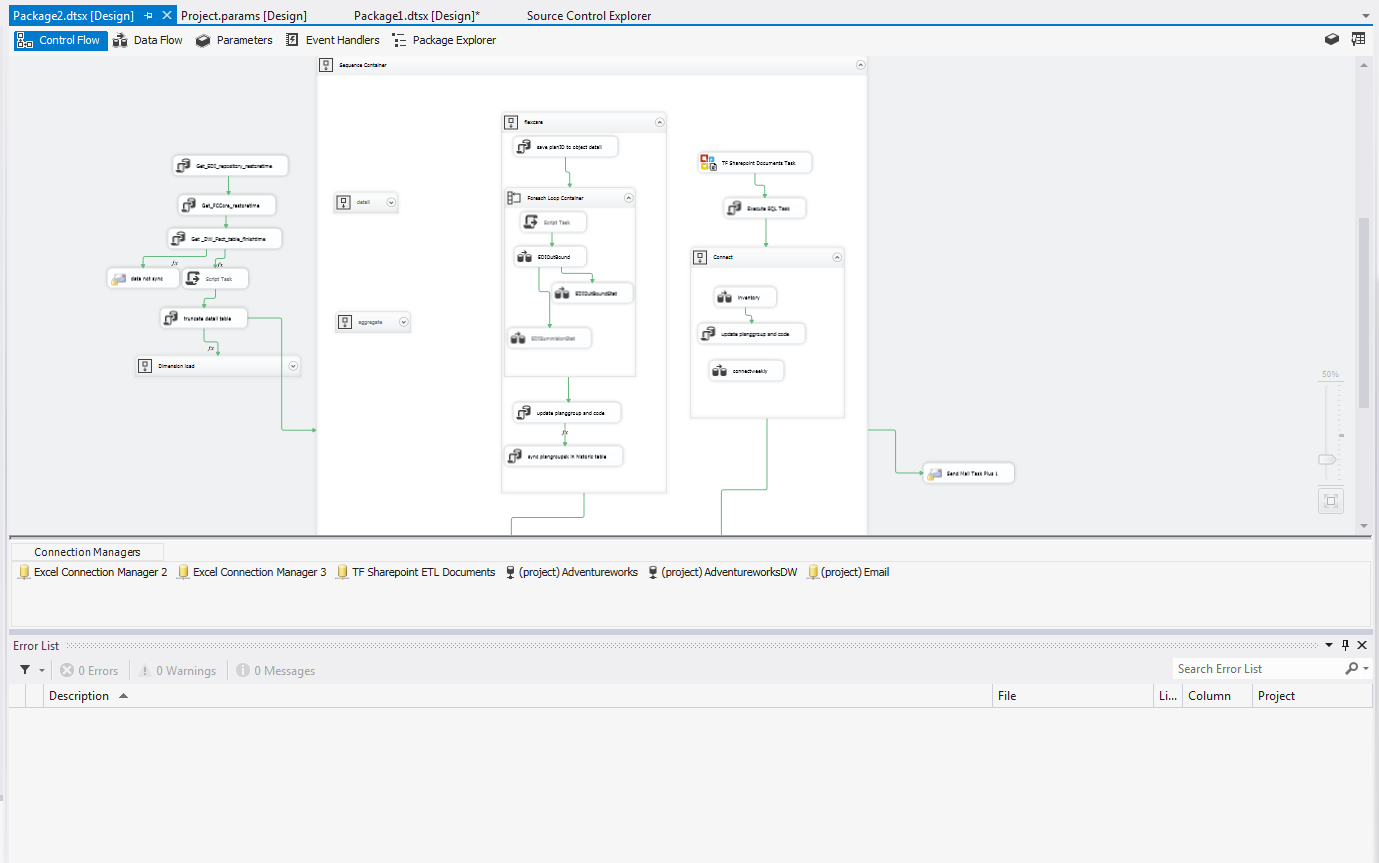 Package2.dtsx [Design]
Project.params [Design]
Package1.dtsx [Design]*
Source Control Explorer
Control Flow
Data Flow
Parameters
Event Handlers
Package Explorer
Sequence Container
Get_EDI_repository_restoretime
Get_FCCore_restoretime
Get _DW_Fact_table_finishtime
fx
fx
data not sync
Script Task
truncate detail table
fx
Dimension load
detail
aggregate
flexcare
save planID to object detail
Foreach Loop Container
Script Task
EDIOutBound
EDIOutBoundStat
update planggroup and code
fx
sync plangroupsk in historic table
TF Sharepoint Documents Task
Execute SQL Task
Connect
Inventory
update planggroup and code
connectweekly
Send Mail Task Plus 1
50%
Connection Managers
Excel Connection Manager 2
Excel Connection Manager 3
TF Sharepoint ETL Documents
(project) Adventureworks
(project) AdventureworksDW
(project) Email
Error List
0 Errors
0 Warnings
0 Messages
Search Error List
Description
File
Li...
Column
Project